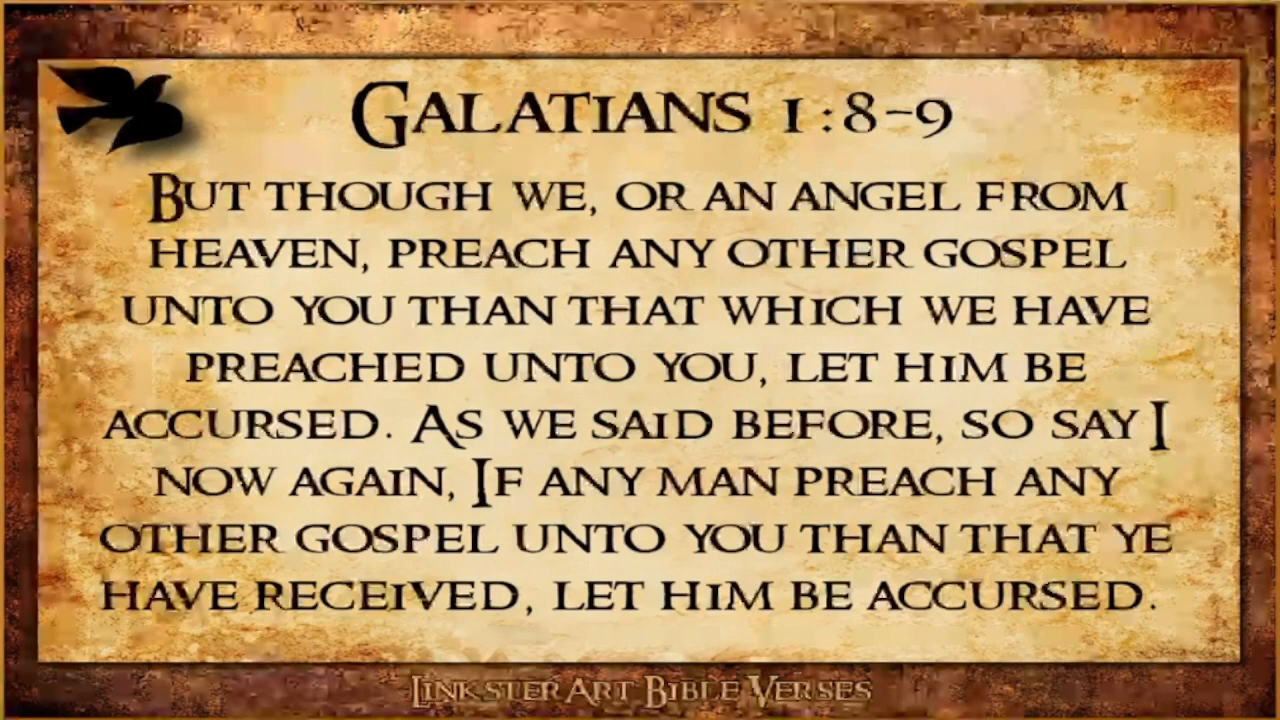 Galatians 1:8-9
But though we, or an angel from
heaven, preach any other gospel
unto you than that which we have
preached unto you, let him be
accursed. As we said before, so say I
now again, If any man preach any
other gospel unto you than that ye
have received, let him be accursed.
Linkster Art Bible Verses